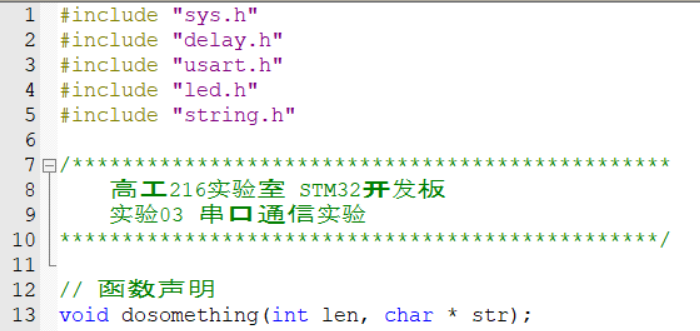 1 #include "sys.h"
2 #include "delay.h"
3 #include "usart.h"
4 #include "led.h"
5 #include "string.h"
6
7 /************************************************
8 高工216实验室 STM32开发板
9 实验03 串口通信实验
10 ************************************************/
11
12 // 函数声明
13 void dosomething(int len, char * str);